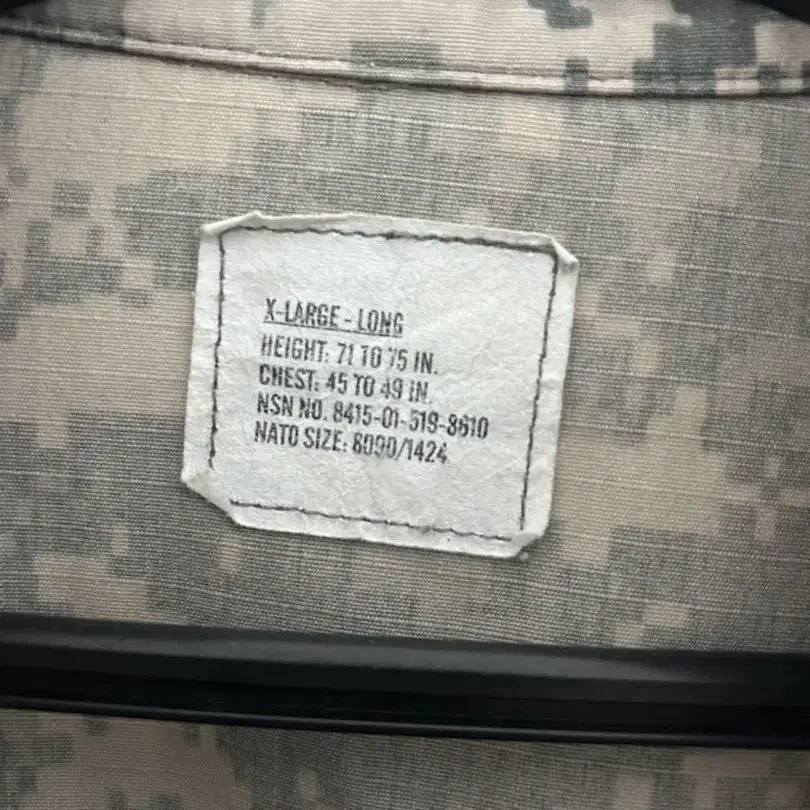 X-LARGE - LONG
HEIGHT: 71 TO 75 IN.
CHEST: 45 TO 49 IN.
NSN NO. 8415-01-519-8610
NATO SIZE: 8090/1424